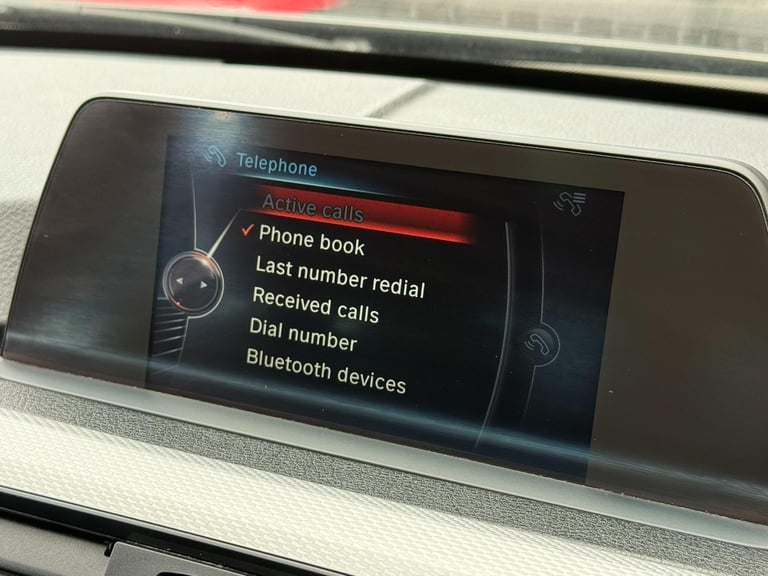 Telephone
Active calls
Phone book
Last number redial
Received calls
Dial number
Bluetooth devices